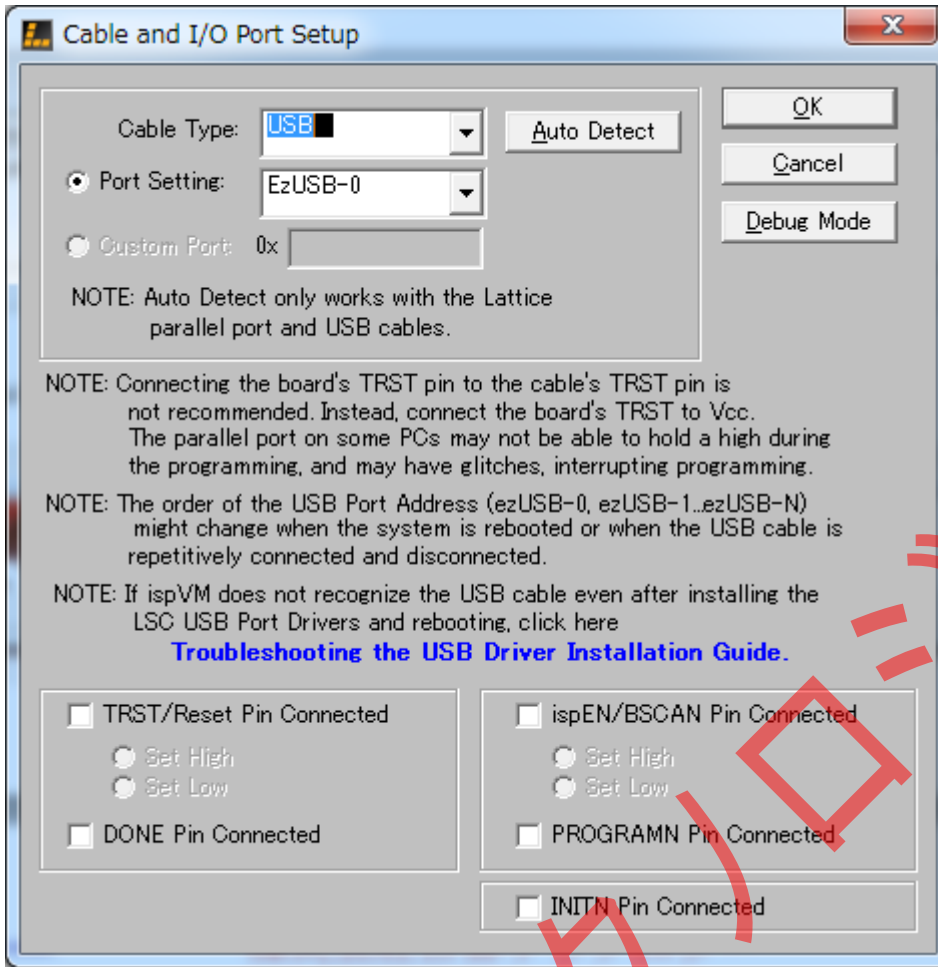 Cable and I/O Port Setup
Cable Type:
USB
Auto Detect
OK
Cancel
Debug Mode
Port Setting:
EzUSB-0
Custom Port: 0x
NOTE: Auto Detect only works with the Lattice
parallel port and USB cables.
NOTE: Connecting the board's TRST pin to the cable's TRST pin is
not recommended. Instead, connect the board's TRST to Vcc.
The parallel port on some PCs may not be able to hold a high during
the programming, and may have glitches, interrupting programming.
NOTE: The order of the USB Port Address (ezUSB-0, ezUSB-1...ezUSB-N)
might change when the system is rebooted or when the USB cable is
repetitively connected and disconnected.
NOTE: If ispVM does not recognize the USB cable even after installing the
LSC USB Port Drivers and rebooting, click here
Troubleshooting the USB Driver Installation Guide.
TRST/Reset Pin Connected
Set High
Set Low
DONE Pin Connected
ispEN/BSCAN Pin Connected
Set High
Set Low
PROGRAMN Pin Connected
INITN Pin Connected
クノロジ